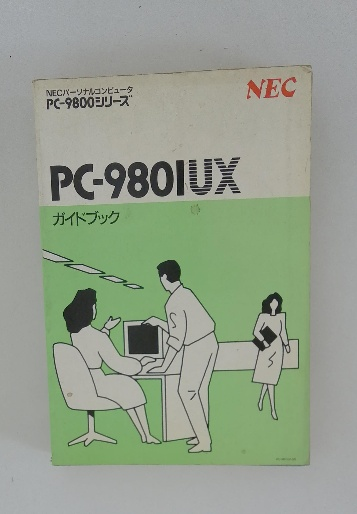 NECパーソナルコンピュータ
PC-9800シリーズ
NEC
PC-9801UX
ガイドブック